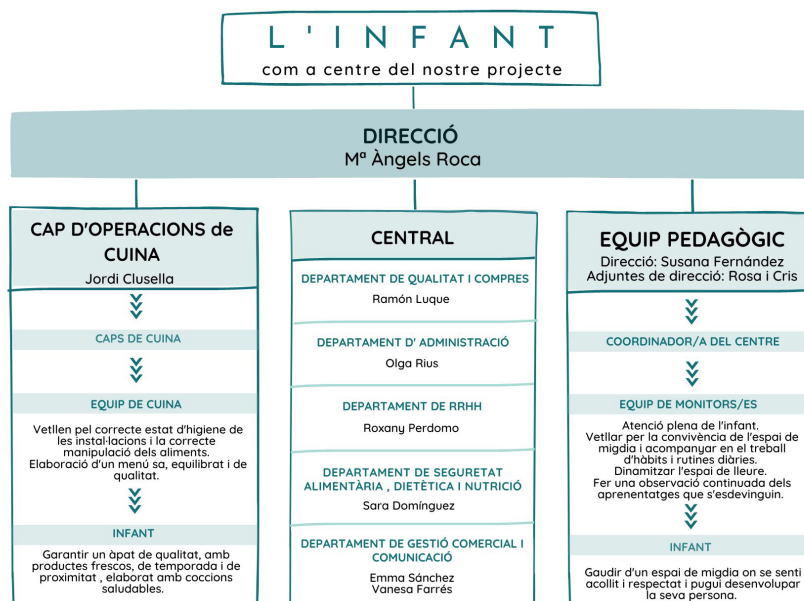 L'INFANT
com a centre del nostre projecte
DIRECCIÓ
Mª Àngels Roca
CAP D'OPERACIONS de
CUINA
Jordi Clusella
CAPS DE CUINA
EQUIP DE CUINA
Vetllen pel correcte estat d'higiene de
les instal·lacions i la correcte
manipulació dels aliments.
Elaboració d'un menú sa, equilibrat i de
qualitat.
INFANT
Garantir un àpat de qualitat, amb
productes frescos, de temporada i de
proximitat , elaborat amb coccions
saludables.
CENTRAL
DEPARTAMENT DE QUALITAT I COMPRES
Ramón Luque
DEPARTAMENT D' ADMINISTRACIÓ
Olga Rius
DEPARTAMENT DE RRHH
Roxany Perdomo
DEPARTAMENT DE SEGURETAT
ALIMENTÀRIA , DIETÈTICA I NUTRICIÓ
Sara Domínguez
DEPARTAMENT DE GESTIÓ COMERCIAL I
COMUNICACIÓ
Emma Sánchez
Vanesa Farrés
EQUIP PEDAGÒGIC
Direcció: Susana Fernández
Adjuntes de direcció: Rosa i Cris
COORDINADOR/A DEL CENTRE
EQUIP DE MONITORS/ES
Atenció plena de l'infant.
Vetllar per la convivència de l'espai de
migdia i acompanyar en el treball
d'hàbits i rutines diàries.
Dinamitzar l'espai de lleure.
Fer una observació continuada dels
aprenentatges que s'esdevinguin.
INFANT
Gaudir d'un espai de migdia on se senti
acollit i respectat i pugui desenvolupar
la seva persona.